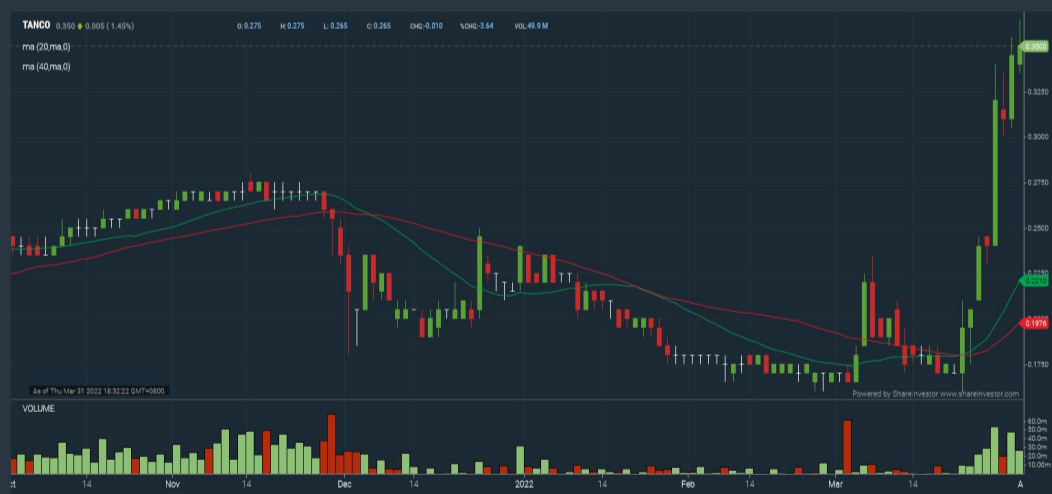 TANCO 0.350 0.005 ( 1.45%) O: 0.275 H: 0.275 L: 0.265 C: 0.265 CHG:-0.010 %CHG:-3.64 VOL:49.9 M
ma (20,ma,0)
ma (40,ma,0)
0.3500
0.3250
0.3000
0.2750
0.2500
0.2250
0.2210
0.1976
0.1750
As of Thu Mar 31 2022 18:32:22 GMT+0800.
Powered by ShareInvestor www.shareinvestor.com
VOLUME
60.0m
50.0m
40.0m
30.0m
20.0m
10.00m
14 Nov 14 Dec 14 2022 14 Feb 14 Mar 14 A